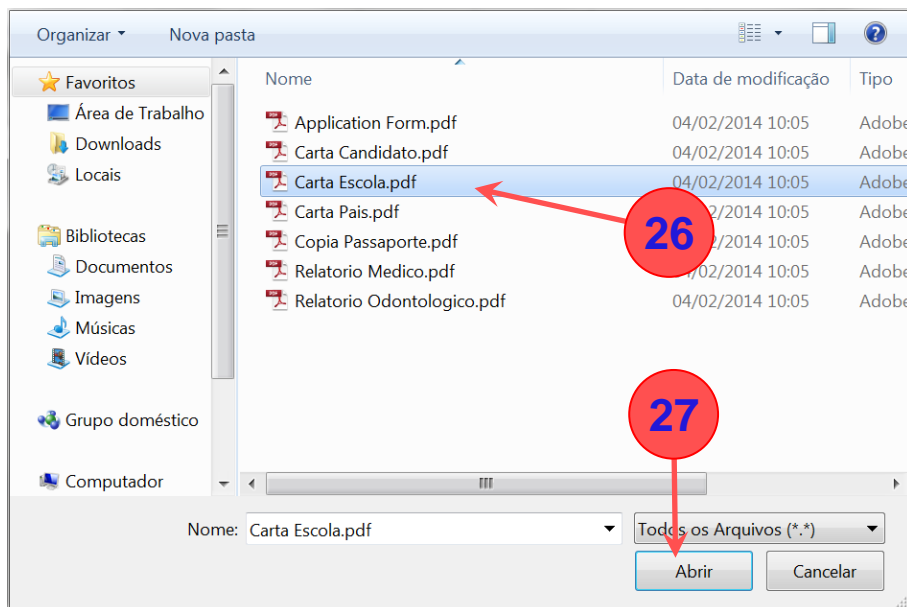 Organizar Nova pasta
Favoritos
Área de Trabalho
Downloads
Locais
Bibliotecas
Documentos
Imagens
Músicas
Vídeos
Grupo doméstico
Computador
Nome Data de modificação Tipo
Application Form.pdf 04/02/2014 10:05 Adobe
Carta Candidato.pdf 04/02/2014 10:05 Adobe
Carta Escola.pdf 04/02/2014 10:05 Adobe
Carta Pais.pdf 2/2014 10:05 Adobe
Copia Passaporte.pdf 2/2014 10:05 Adobe
Relatorio Medico.pdf 04/02/2014 10:05 Adobe
Relatorio Odontologico.pdf 04/02/2014 10:05 Adobe
26
27
Nome: Carta Escola.pdf Todos os Arquivos (*.*)
Abrir Cancelar